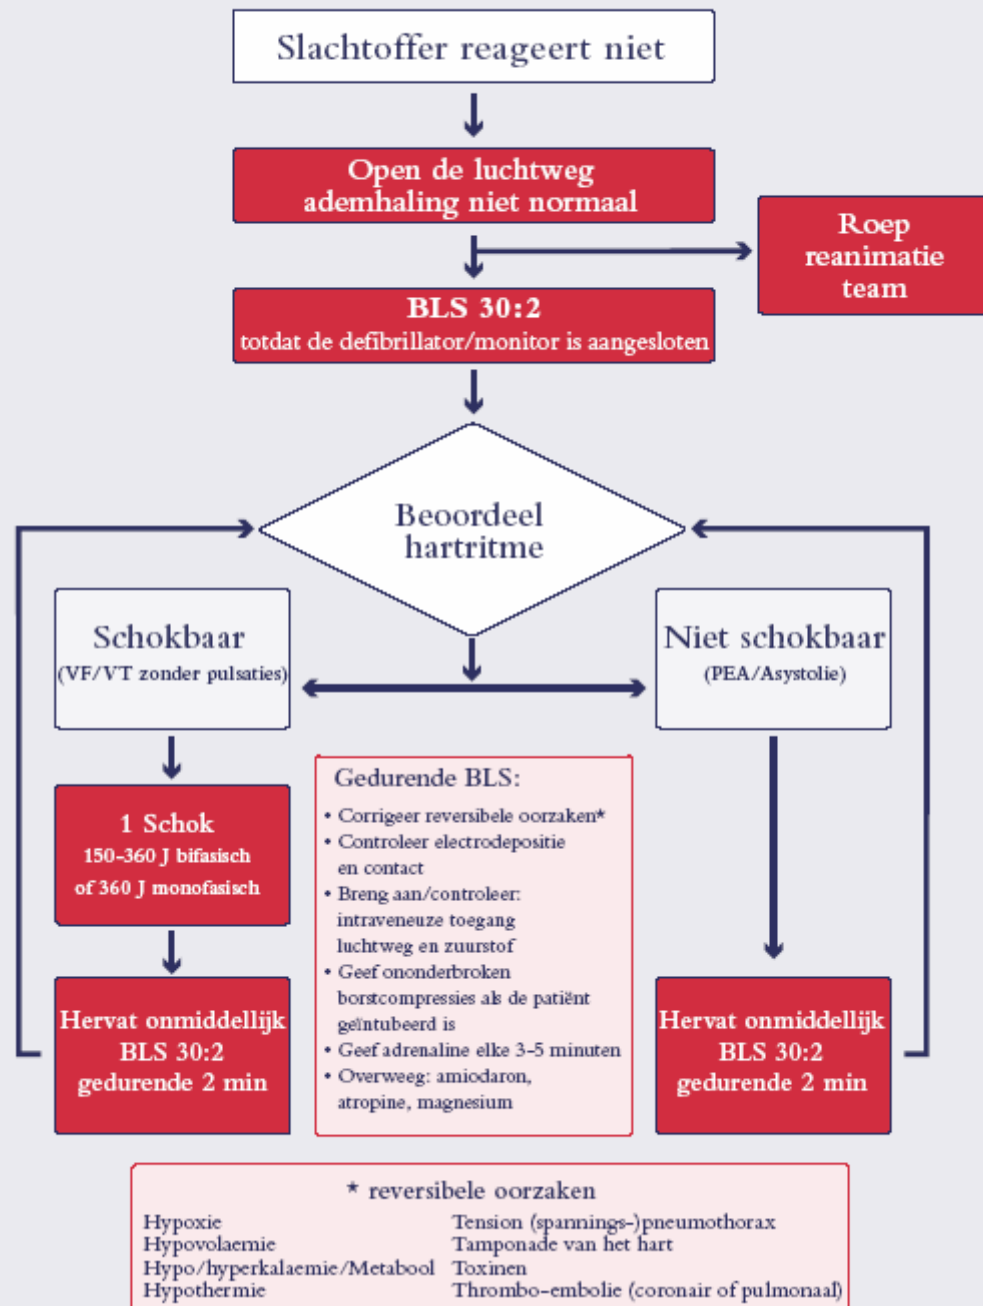 Slachtoffer reageert niet
Open de luchtweg
ademhaling niet normaal
Roep
reanimatie
team
BLS 30:2
totdat de defibrillator/monitor is aangesloten
Beoordeel
hartritme
Schokbaar
(VF/VT zonder pulsaties)
Niet schokbaar
(PEA/Asystolie)
1 Schok
150-360 J bifasisch
of 360 J monofasisch
Hervat onmiddellijk
BLS 30:2
gedurende 2 min
Gedurende BLS:
• Corrigeer reversibele oorzaken*
• Controleer electrodepositie
en contact
• Breng aan/controleer:
intraveneuze toegang
luchtweg en zuurstof
• Geef ononderbroken
borstcompressies als de patiënt
geïntubeerd is
• Geef adrenaline elke 3-5 minuten
• Overweeg: amiodaron,
atropine, magnesium
Hervat onmiddellijk
BLS 30:2
gedurende 2 min
* reversibele oorzaken
Hypoxie
Hypovolaemie
Hypo/hyperkalaemie/Metabool
Hypothermie
Tension (spannings-)pneumothorax
Tamponade van het hart
Toxinen
Thrombo-embolie (coronair of pulmonaal)